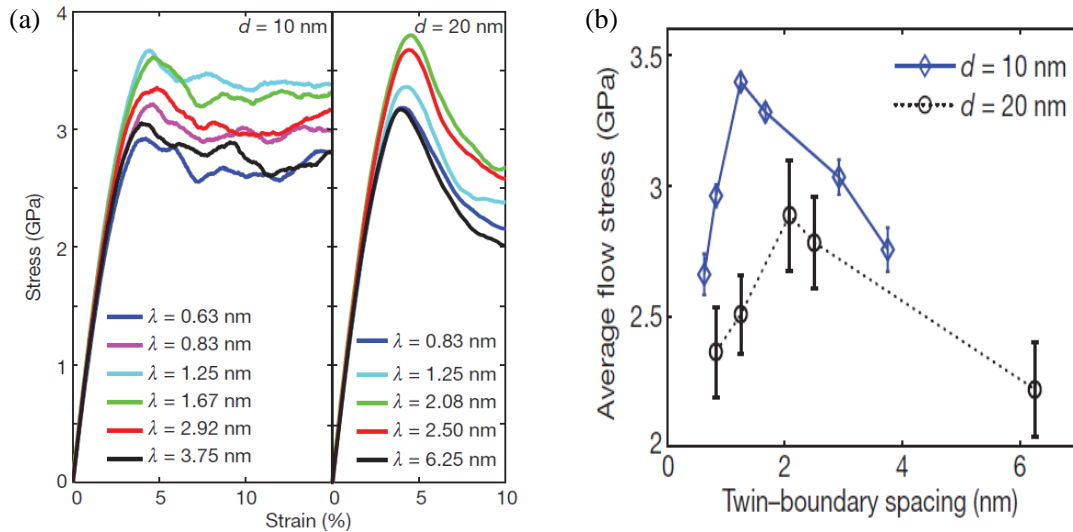 (a)
d = 10 nm
d = 20 nm
4
3
2
1
0
Stress (GPa)
λ = 0.63 nm
λ = 0.83 nm
λ = 1.25 nm
λ = 1.67 nm
λ = 2.92 nm
λ = 3.75 nm
λ = 0.83 nm
λ = 1.25 nm
λ = 2.08 nm
λ = 2.50 nm
λ = 6.25 nm
0 5 10 0 5 10
Strain (%)
(b)
3.5
3.0
2.5
2
Average flow stress (GPa)
d = 10 nm
d = 20 nm
0 2 4 6
Twin–boundary spacing (nm)